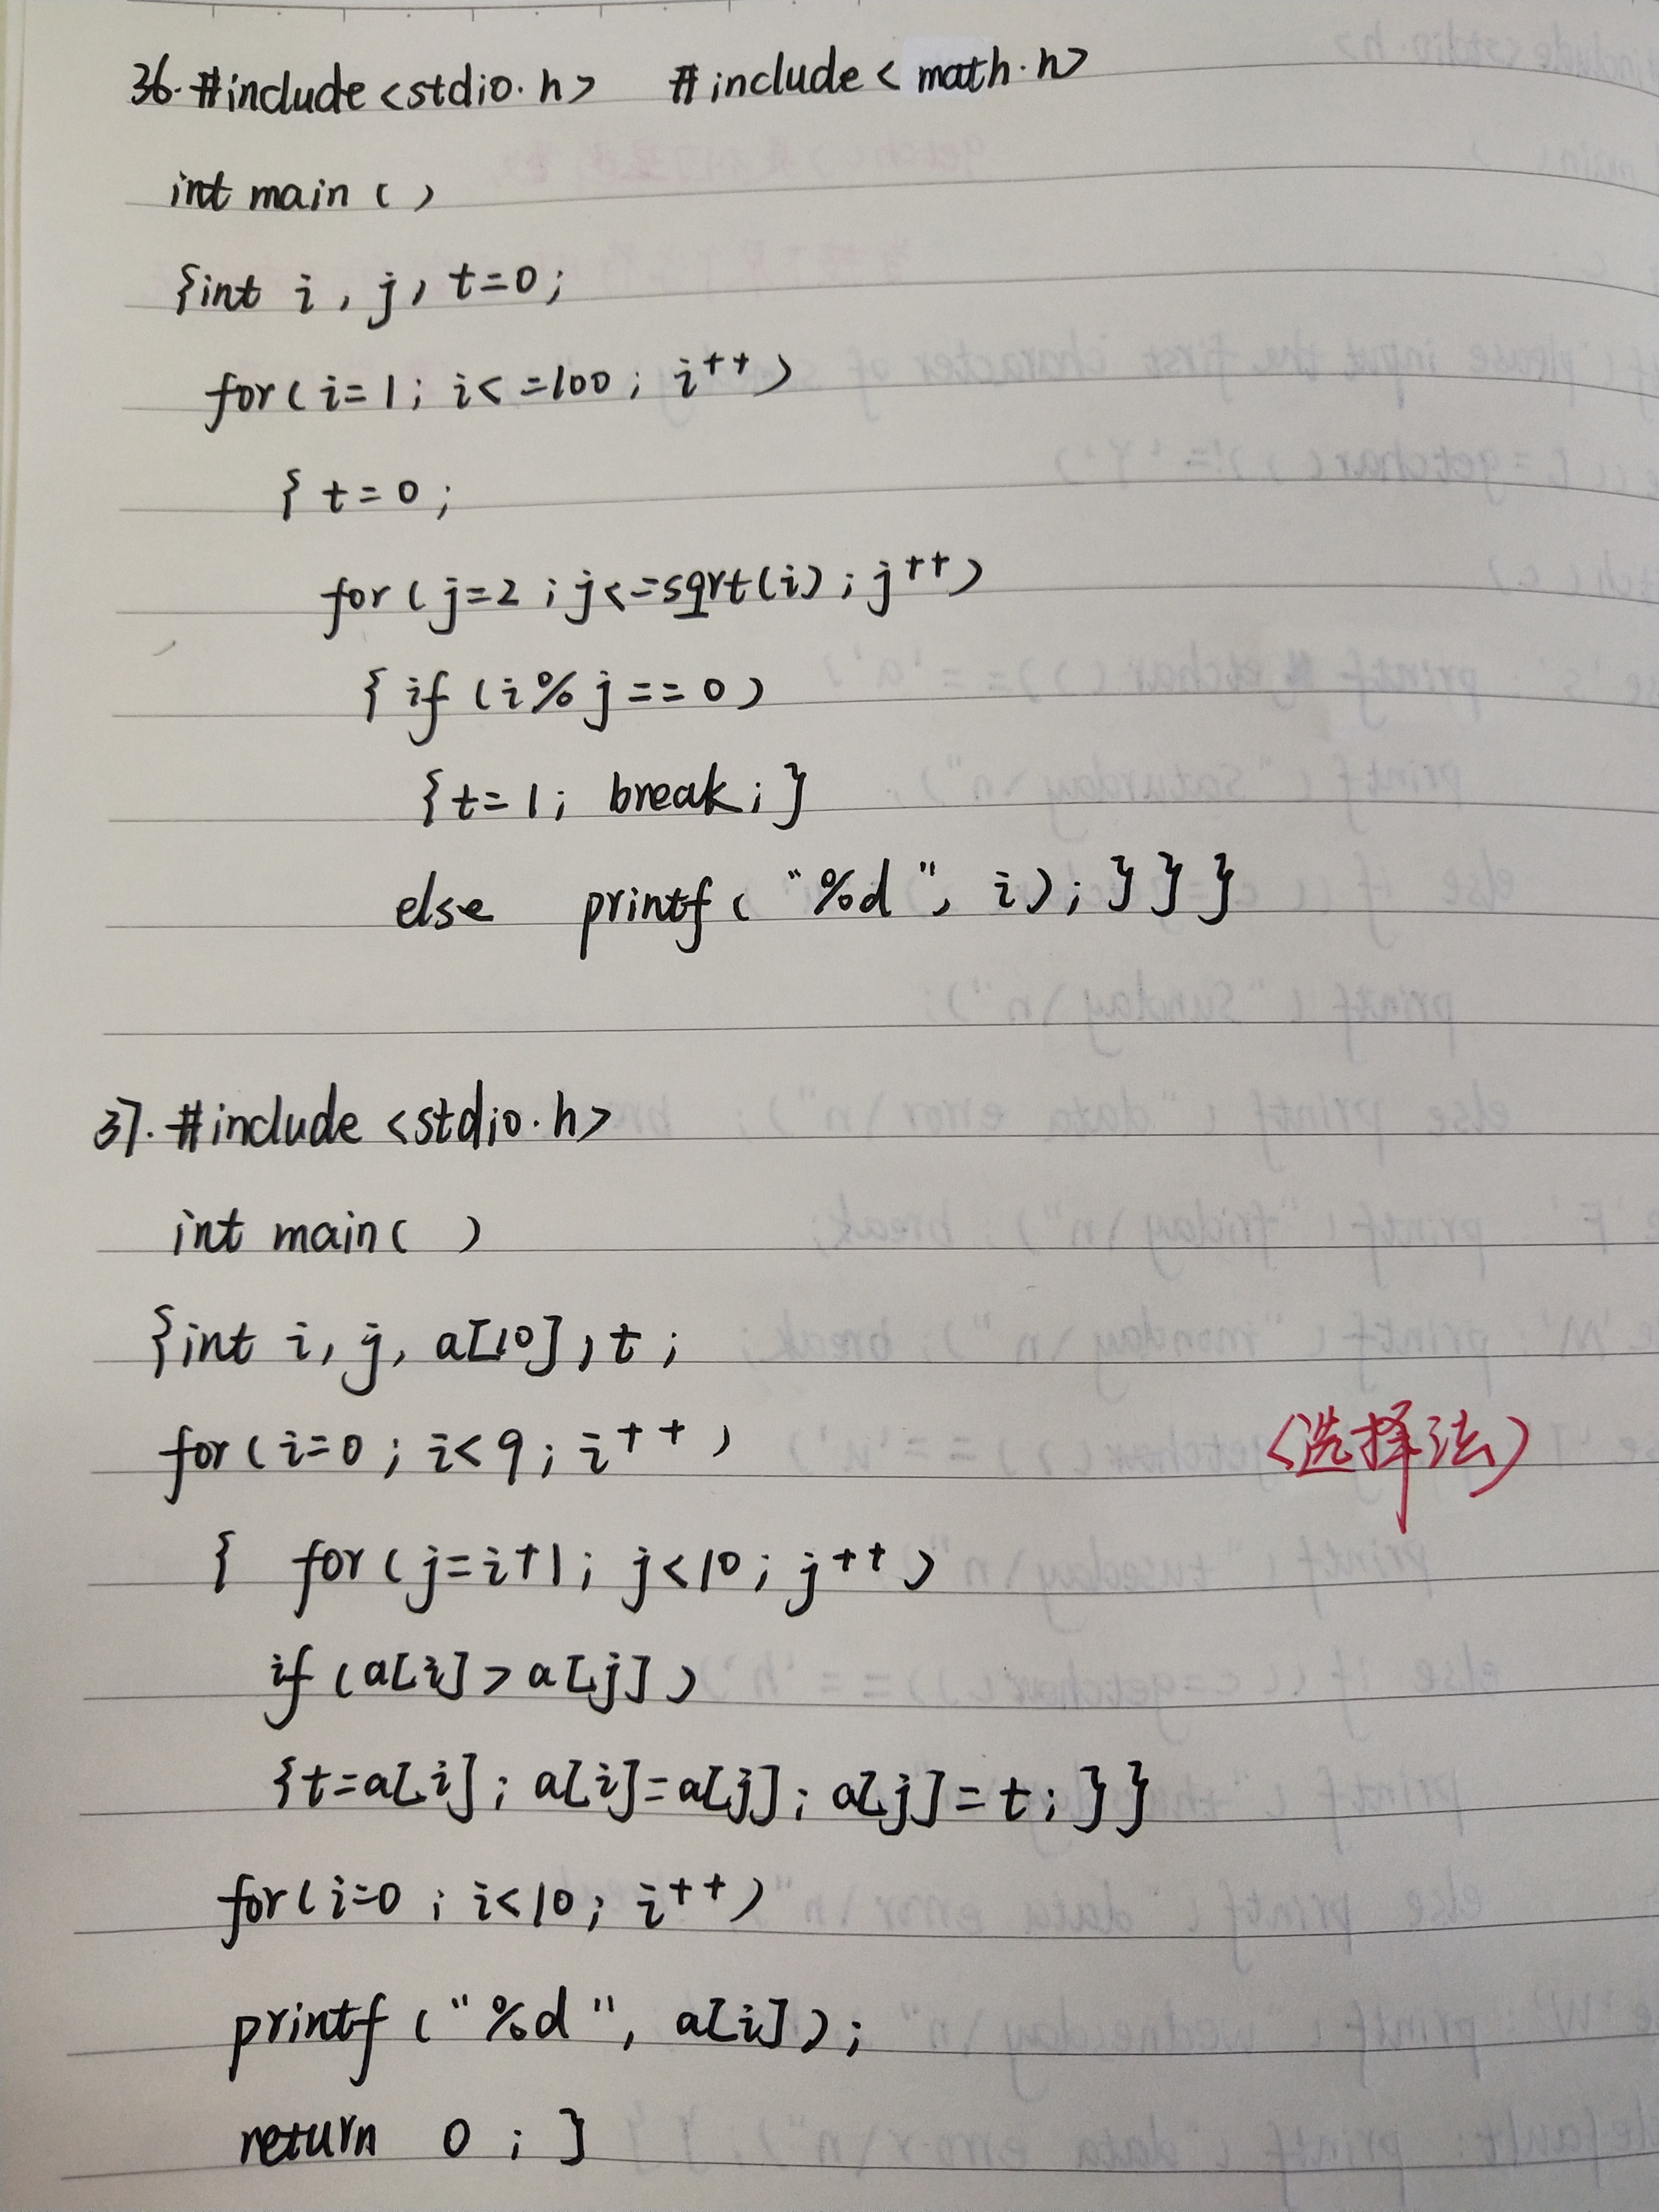 36. #include <stdio.h> #include <math.h>
int main ( )
{int i, j, t=0;
for(i=1; i<=100; i++)
{ t=0;
for(j=2; j<=sqrt(i); j++)
{ if (i%j==0)
{t=1; break;}
else printf("%d", i); } } }
37. #include <stdio.h>
int main( )
{int i, j, a[10], t;
for(i=0; i<9; i++)
(选择法)
{ for(j=i+1; j<10; j++)
if (a[i]>a[j])
{t=a[i]; a[i]=a[j]; a[j]=t; } }
for(i=0; i<10; i++)
printf("%d", a[i]);
return 0; }